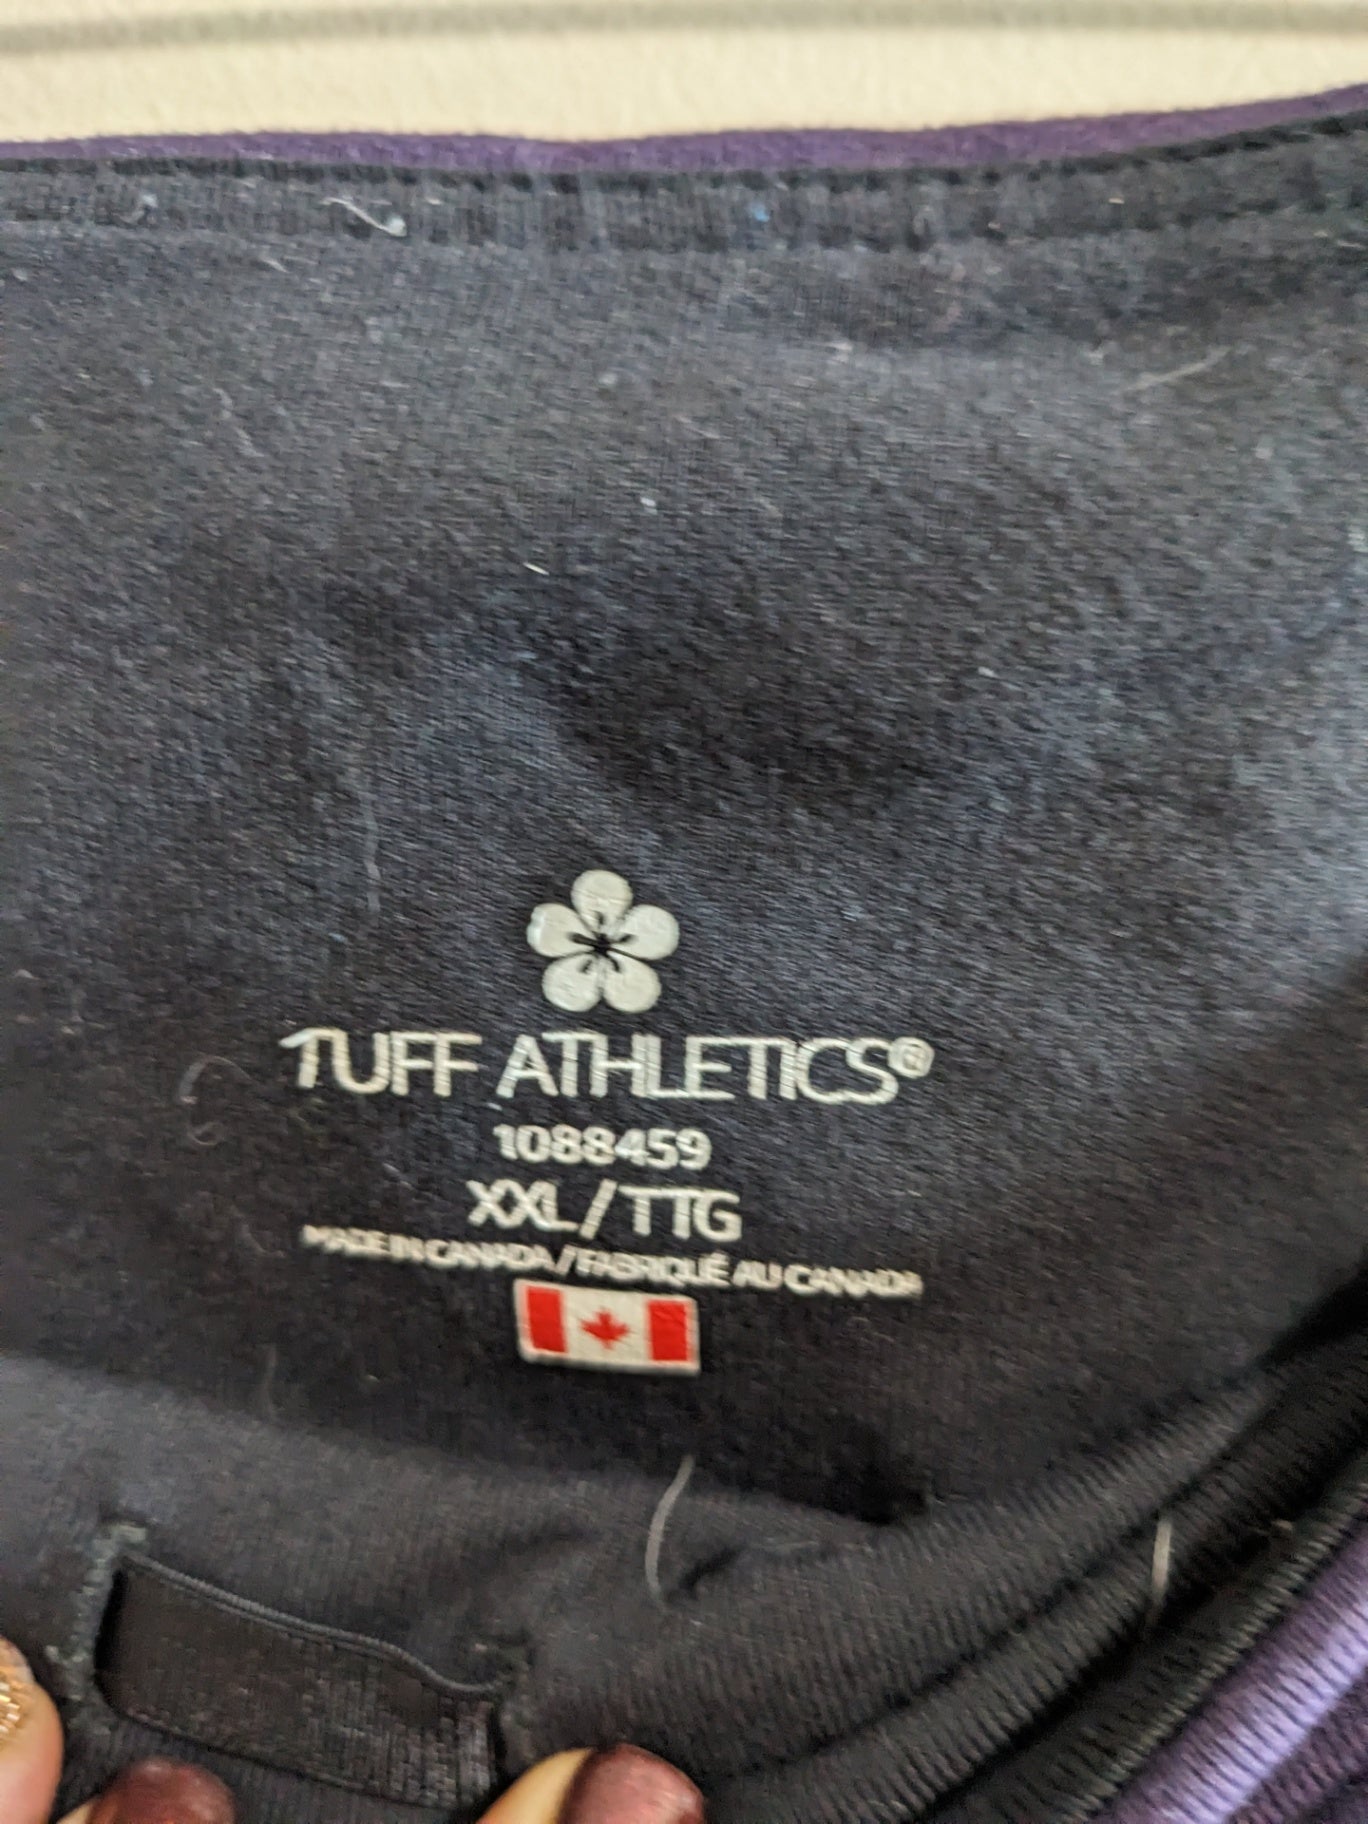 TUFF ATHLETICS®
1088459
XXL/TTG
MADE IN CANADA / FABRIQUÉ AU CANADA